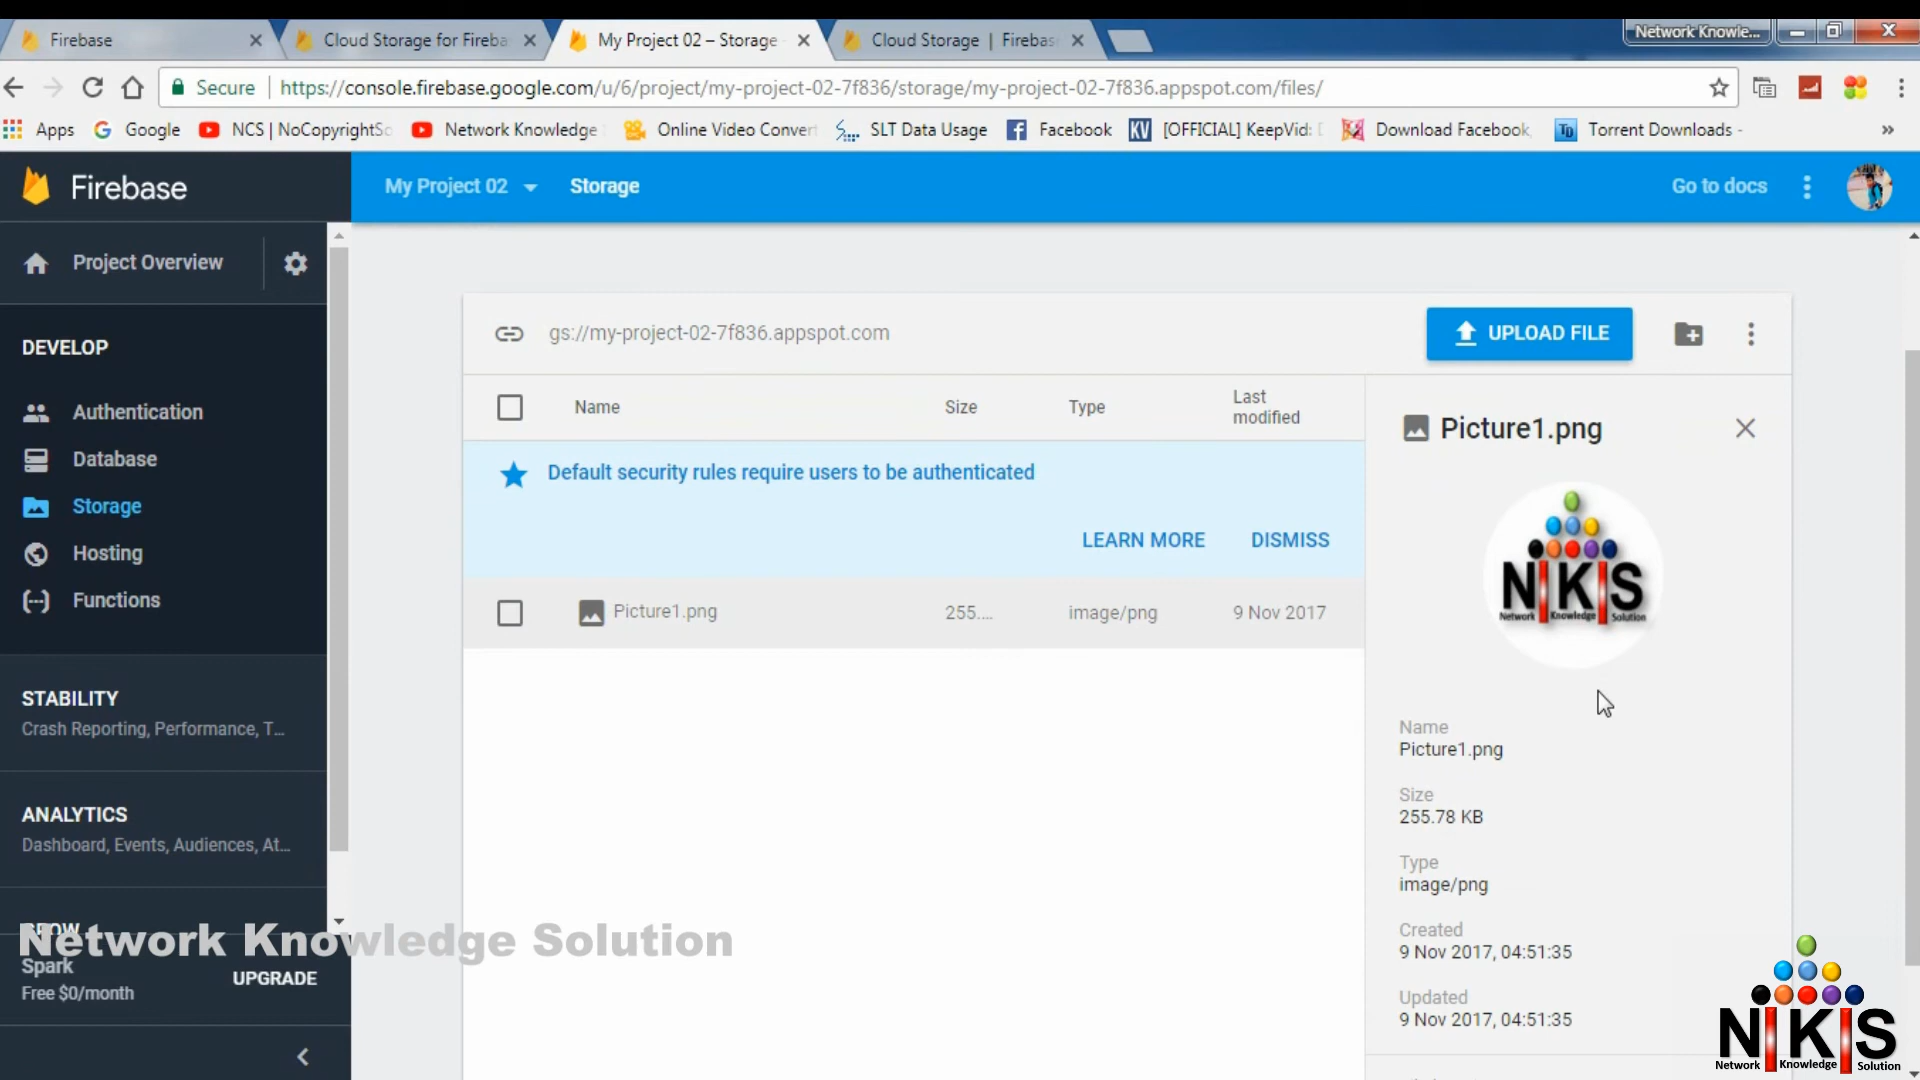 Firebase
Cloud Storage for Fireba
My Project 02 – Storage
Cloud Storage | Firebas
Network Knowle...
Secure
https://console.firebase.google.com/u/6/project/my-project-02-7f836/storage/my-project-02-7f836.appspot.com/files/
Apps
Google
NCS | NoCopyrightSo
Network Knowledge
Online Video Convert
SLT Data Usage
Facebook
[OFFICIAL] KeepVid:
Download Facebook
Torrent Downloads -
»
Firebase
My Project 02
Storage
Go to docs
Project Overview
gs://my-project-02-7f836.appspot.com
UPLOAD FILE
DEVELOP
Name
Size
Type
Last
modified
Picture1.png
Authentication
Database
Default security rules require users to be authenticated
Storage
LEARN MORE
DISMISS
Hosting
Functions
Picture1.png
255....
image/png
9 Nov 2017
NKS
Network Knowledge Solution
STABILITY
Crash Reporting, Performance, T...
Name
Picture1.png
Size
255.78 KB
ANALYTICS
Dashboard, Events, Audiences, At...
Type
image/png
GROW
Network Knowledge Solution
Created
9 Nov 2017, 04:51:35
Spark
Free $0/month
UPGRADE
Updated
9 Nov 2017, 04:51:35
NKS
Network Knowledge Solution